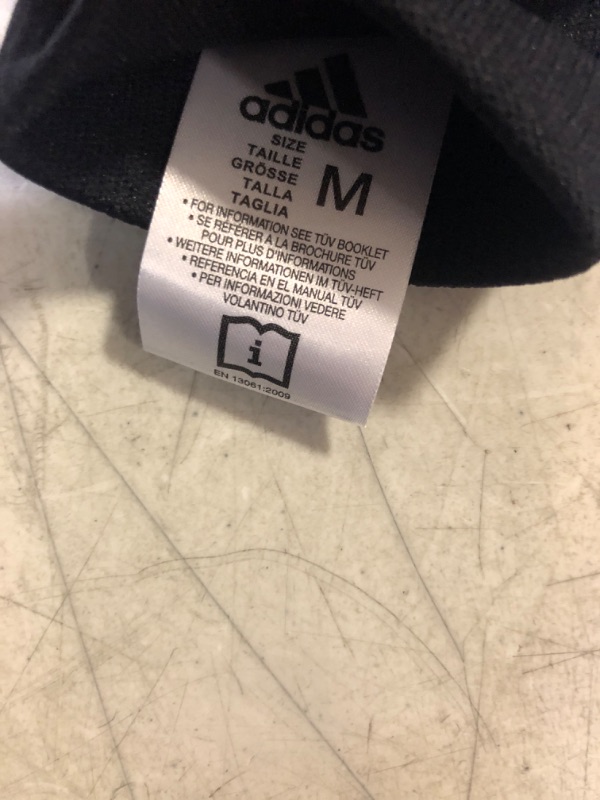 adidas
SIZE
TAILLE
GRÖSSE
TALLA
TAGLIA
M
• FOR INFORMATION SEE TÜV BOOKLET
• SE RÉFÉRER À LA BROCHURE TÜV
POUR PLUS D'INFORMATIONS
• WEITERE INFORMATIONEN IM TÜV-HEFT
• REFERENCIA EN EL MANUAL TÜV
• PER INFORMAZIONI VEDERE
VOLANTINO TÜV
i
EN 13061:2009